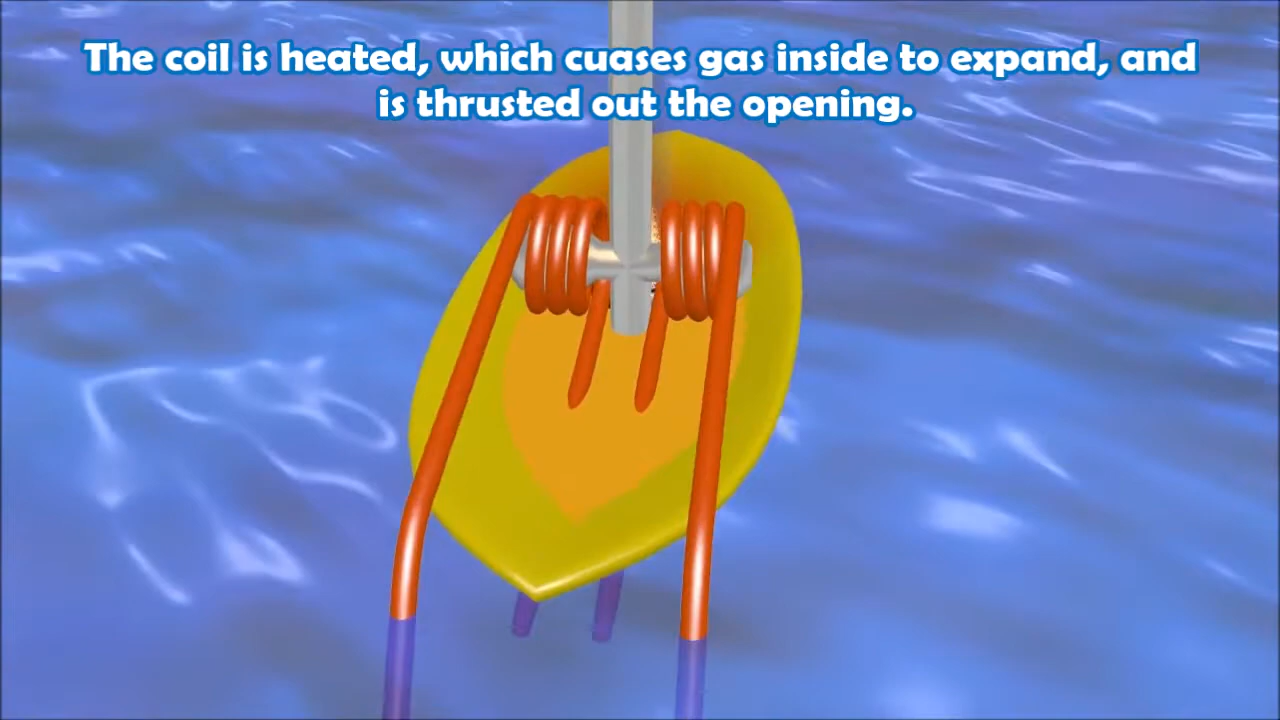 The coil is heated, which cuases gas inside to expand, and
is thrusted out the opening.